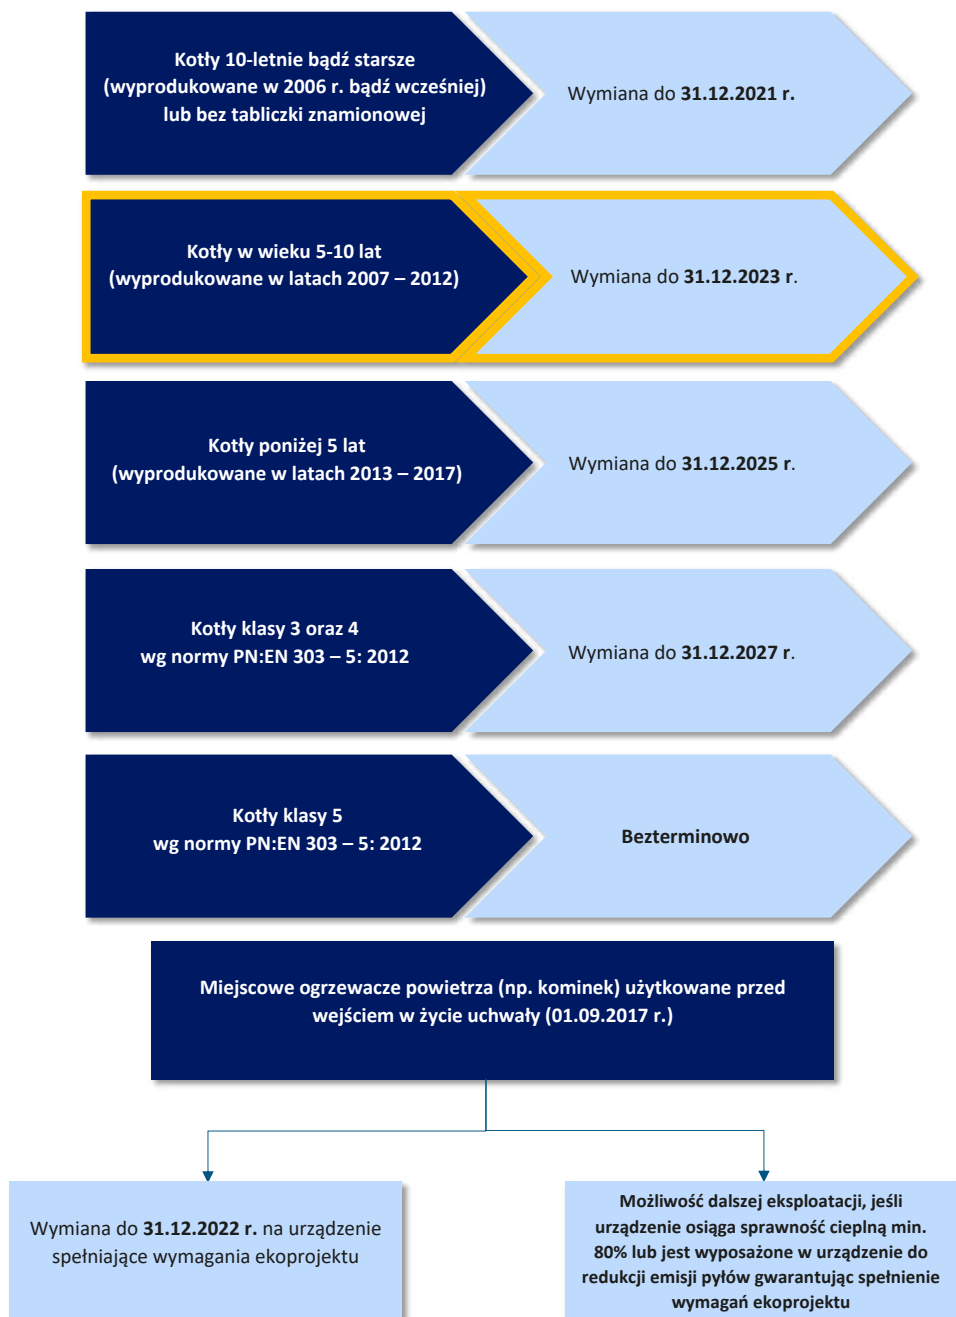 Kotły 10-letnie bądź starsze
(wyprodukowane w 2006 r. bądź wcześniej)
lub bez tabliczki znamionowej
Wymiana do 31.12.2021 r.
Kotły w wieku 5-10 lat
(wyprodukowane w latach 2007 – 2012)
Wymiana do 31.12.2023 r.
Kotły poniżej 5 lat
(wyprodukowane w latach 2013 – 2017)
Wymiana do 31.12.2025 r.
Kotły klasy 3 oraz 4
wg normy PN:EN 303 – 5: 2012
Wymiana do 31.12.2027 r.
Kotły klasy 5
wg normy PN:EN 303 – 5: 2012
Bezterminowo
Miejscowe ogrzewacze powietrza (np. kominek) użytkowane przed
wejściem w życie uchwały (01.09.2017 r.)
Wymiana do 31.12.2022 r. na urządzenie
spełniające wymagania ekoprojektu
Możliwość dalszej eksploatacji, jeśli
urządzenie osiąga sprawność cieplną min.
80% lub jest wyposażone w urządzenie do
redukcji emisji pyłów gwarantując spełnienie
wymagań ekoprojektu